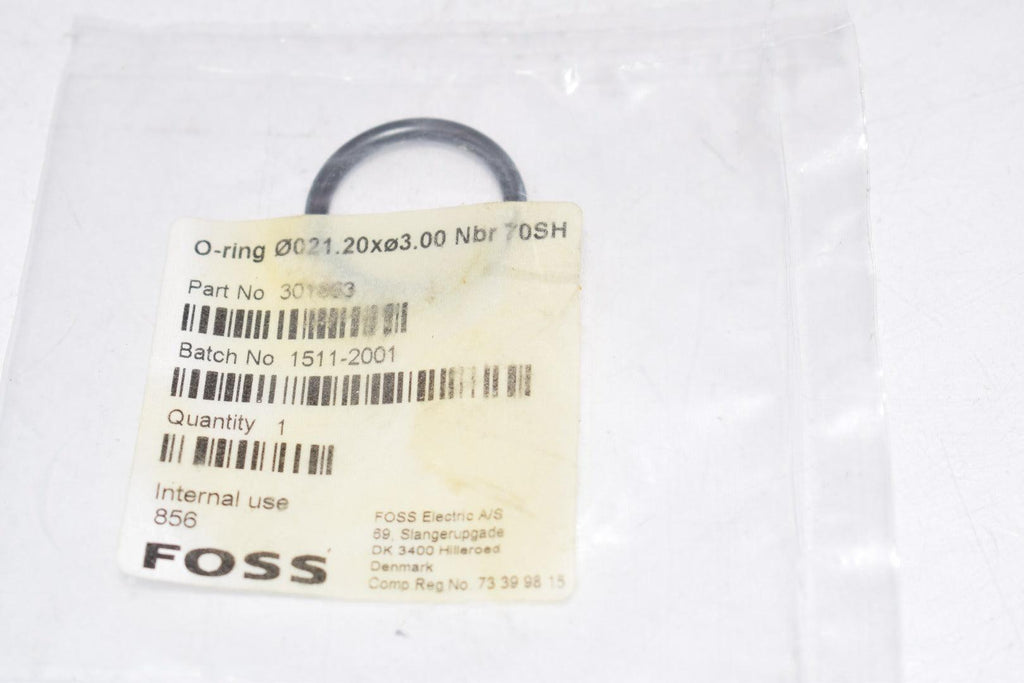 O-ring Ø021.20xø3.00 Nbr 70SH
Part No
Batch No 1511-2001
Quantity 1
Internal use
856
FOSS
FOSS Electric A/S
69, Slangerupgade
DK 3400 Hilleroed
Denmark
Comp.Reg.No. 73 39 98 15